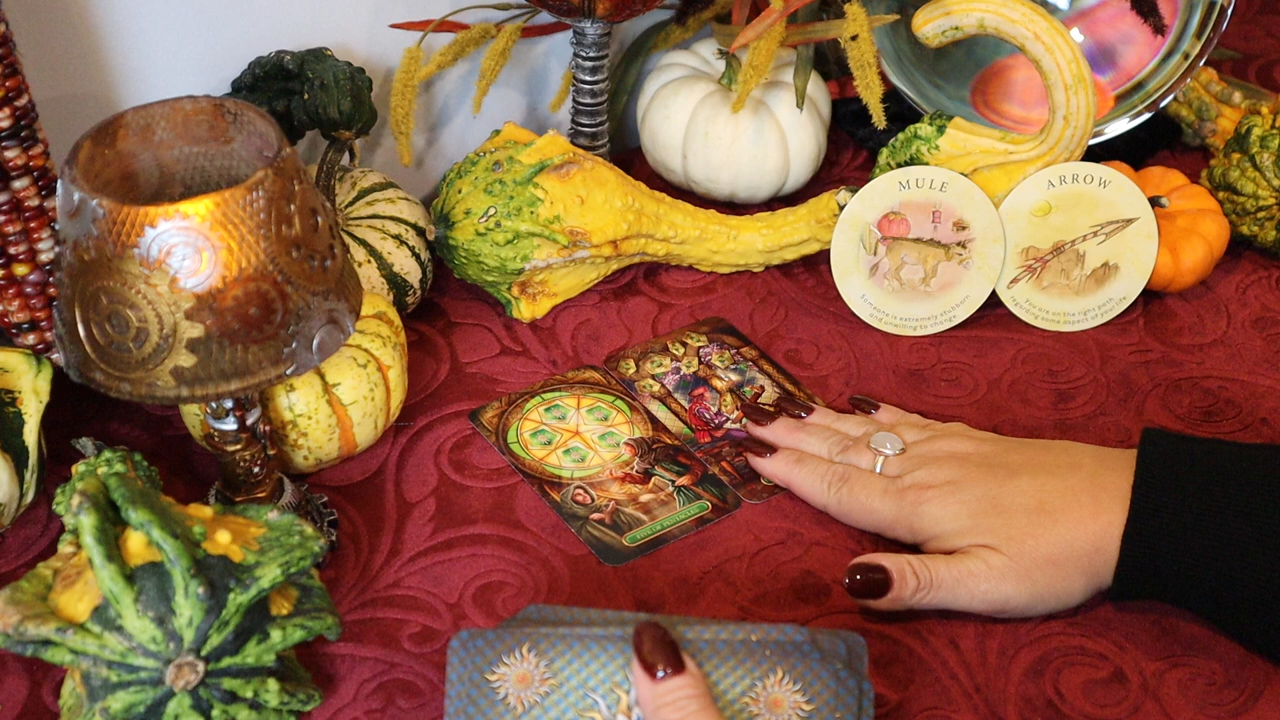 MULE
Someone is extremely stubborn
and unwilling to change.
ARROW
You are on the right path
regarding some aspect of your life.
FIVE OF PENTACLES